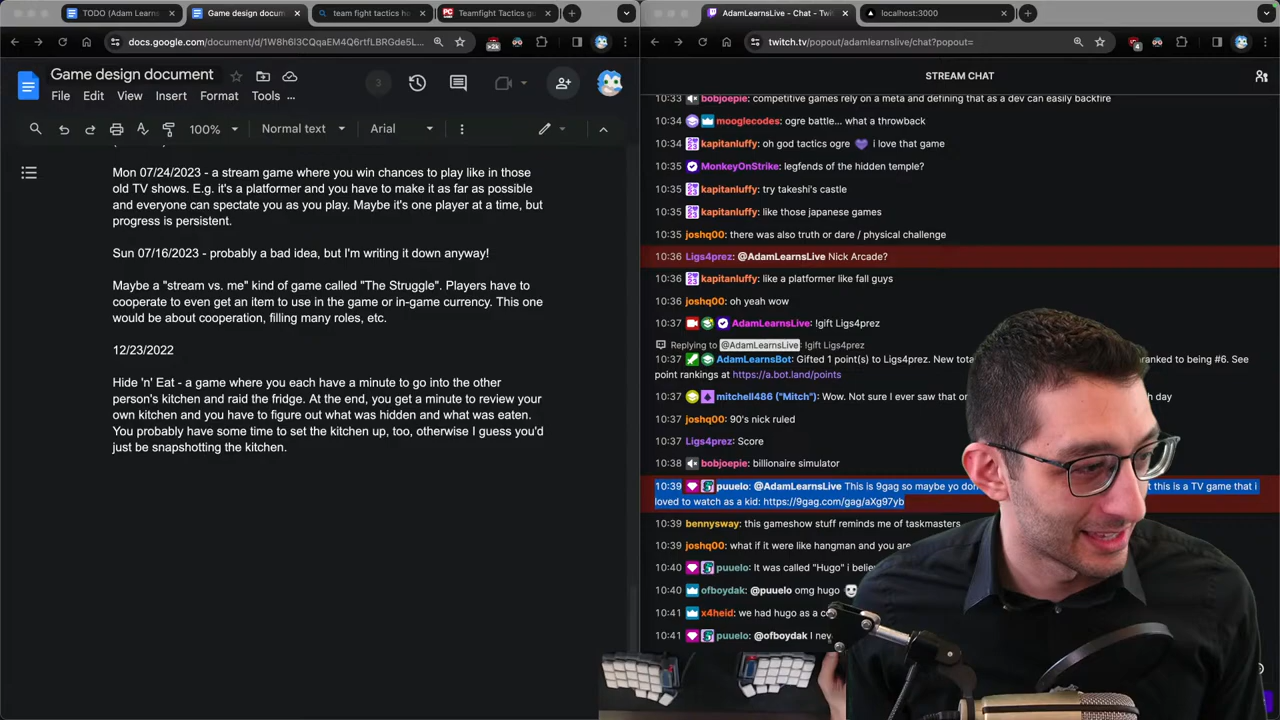 TODO (Adam Learns
Game design docum
team fight tactics ho
Teamfight Tactics g
docs.google.com/document/d/1W8h6I3CQqaEM4Q6rtfLBRGde5L...
>2k
Game design document
File Edit View Insert Format Tools ...
3
100% Normal text Arial
Mon 07/24/2023 - a stream game where you win chances to play like in those
old TV shows. E.g. it's a platformer and you have to make it as far as possible
and everyone can spectate you as you play. Maybe it's one player at a time, but
progress is persistent.
Sun 07/16/2023 - probably a bad idea, but I'm writing it down anyway!
Maybe a "stream vs. me" kind of game called "The Struggle". Players have to
cooperate to even get an item to use in the game or in-game currency. This one
would be about cooperation, filling many roles, etc.
12/23/2022
Hide 'n' Eat - a game where you each have a minute to go into the other
person's kitchen and raid the fridge. At the end, you get a minute to review your
own kitchen and you have to figure out what was hidden and what was eaten.
You probably have some time to set the kitchen up, too, otherwise I guess you'd
just be snapshotting the kitchen.
AdamLearnsLive - Chat - Twi
localhost:3000
twitch.tv/popout/adamlearnslive/chat?popout=
4
STREAM CHAT
10:33 bobjoepie: competitive games rely on a meta and defining that as a dev can easily backfire
10:34 mooglecodes: ogre battle... what a throwback
10:34 kapitanluffy: oh god tactics ogre 💜 i love that game
10:35 MonkeyOnStrike: legfends of the hidden temple?
10:35 kapitanluffy: try takeshi's castle
10:35 kapitanluffy: like those japanese games
10:35 joshq00: there was also truth or dare / physical challenge
10:36 Ligs4prez: @AdamLearnsLive Nick Arcade?
10:36 kapitanluffy: like a platformer like fall guys
10:36 joshq00: oh yeah wow
10:37 AdamLearnsLive: !gift Ligs4prez
Replying to @AdamLearnsLive: !gift Ligs4prez
10:37 AdamLearnsBot: Gifted 1 point(s) to Ligs4prez. New tota ranked to being #6. See
point rankings at https://a.bot.land/points
10:37 mitchell486 ("Mitch"): Wow. Not sure I ever saw that o day
10:37 joshq00: 90's nick ruled
10:37 Ligs4prez: Score
10:38 bobjoepie: billionaire simulator
10:39 puuelo: @AdamLearnsLive This is 9gag so maybe yo don t this is a TV game that i
loved to watch as a kid: https://9gag.com/gag/aXg97yb
10:39 bennysway: this gameshow stuff reminds me of taskmasters
10:39 joshq00: what if it were like hangman and you are
10:40 puuelo: It was called "Hugo" i belie
10:40 ofboydak: @puuelo omg hugo
10:41 x4heid: we had hugo as a c
10:41 puuelo: @ofboydak I nev